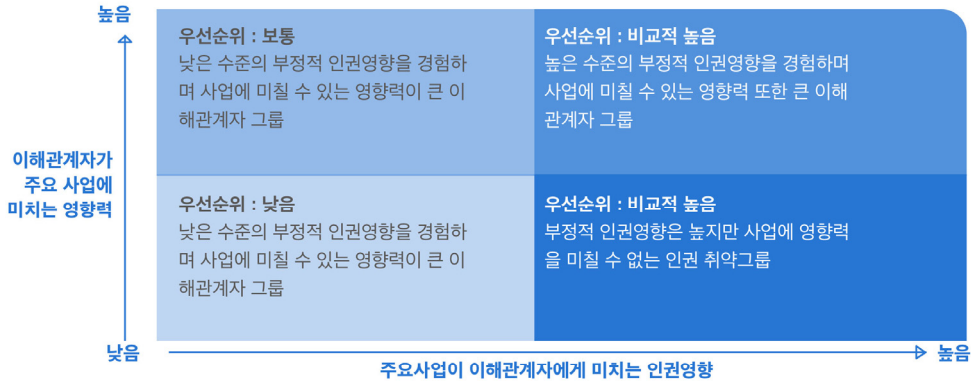 높음
우선순위 : 보통
낮은 수준의 부정적 인권영향을 경험하
며 사업에 미칠 수 있는 영향력이 큰 이
해관계자 그룹
우선순위 : 비교적 높음
높은 수준의 부정적 인권영향을 경험하며
사업에 미칠 수 있는 영향력 또한 큰 이해
관계자 그룹
이해관계자가
주요 사업에
미치는 영향력
우선순위 : 낮음
낮은 수준의 부정적 인권영향을 경험하
며 사업에 미칠 수 있는 영향력이 큰 이
해관계자 그룹
우선순위 : 비교적 높음
부정적 인권영향은 높지만 사업에 영향력
을 미칠 수 없는 인권 취약그룹
낮음
높음
주요사업이 이해관계자에게 미치는 인권영향